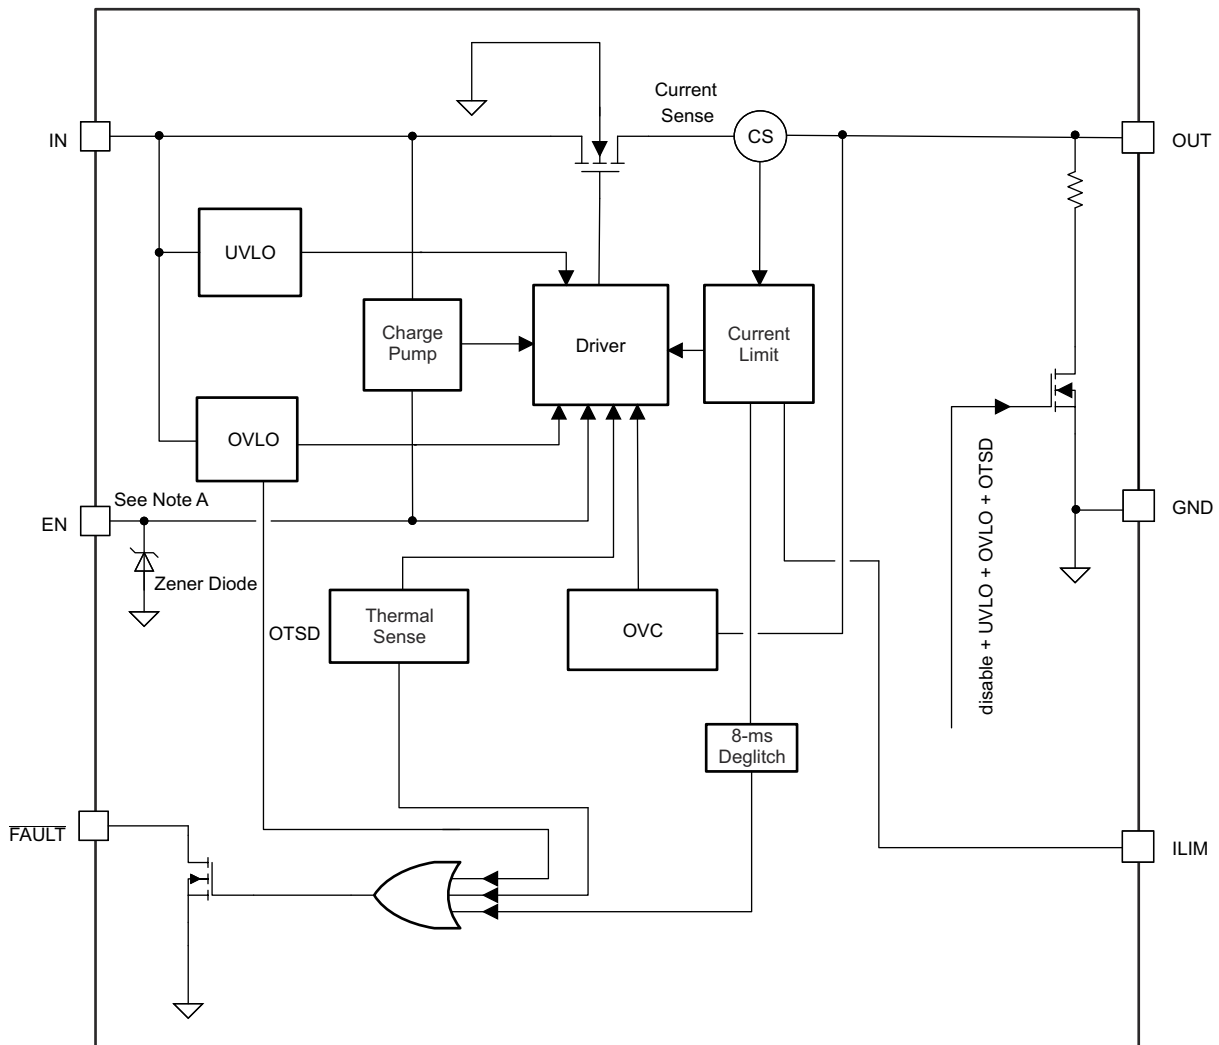 Current
Sense
IN
CS
OUT
UVLO
Charge
Pump
Driver
Current
Limit
OVLO
See Note A
EN
GND
Zener Diode
disable + UVLO + OVLO + OTSD
OTSD
Thermal
Sense
OVC
8-ms
Deglitch
FAULT
ILIM